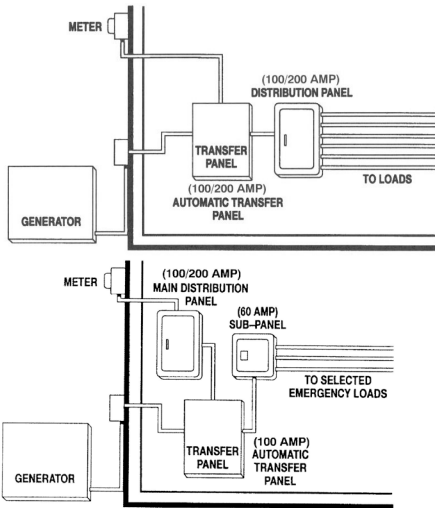 METER
(100/200 AMP)
DISTRIBUTION PANEL
TRANSFER
PANEL
TO LOADS
(100/200 AMP)
AUTOMATIC TRANSFER
PANEL
GENERATOR
METER
(100/200 AMP)
MAIN DISTRIBUTION
PANEL
(60 AMP)
SUB–PANEL
TO SELECTED
EMERGENCY LOADS
TRANSFER
PANEL
(100 AMP)
AUTOMATIC
TRANSFER
PANEL
GENERATOR